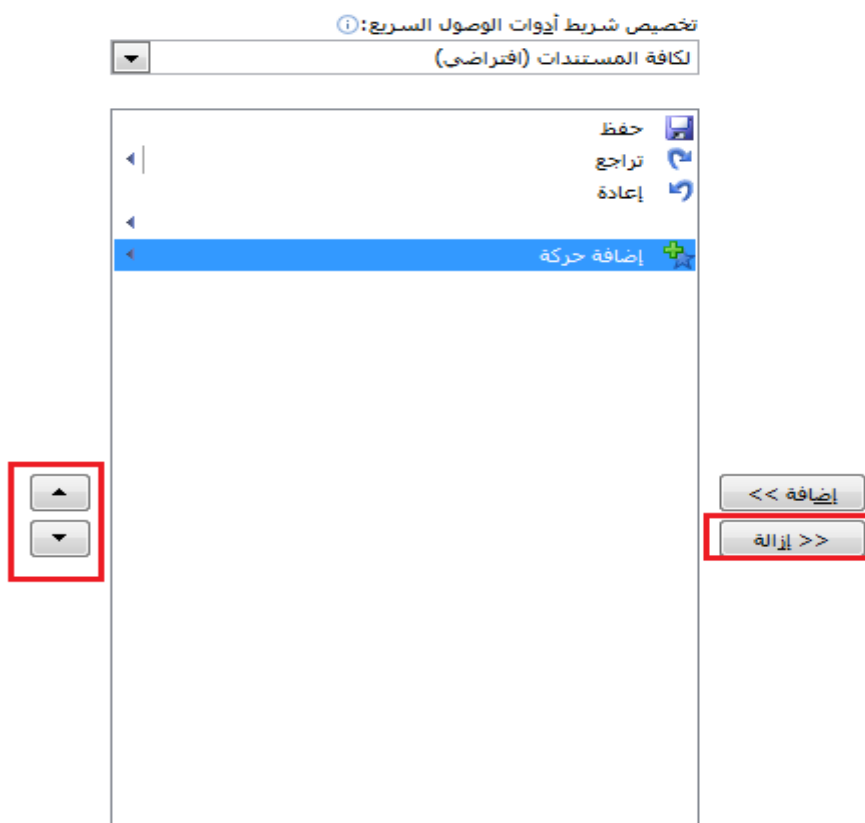 تخصيص شريط أدوات الوصول السريع:
لكافة المستندات (افتراضي)
حفظ
تراجع
إعادة
إضافة حركة
إضافة >>
<< إزالة